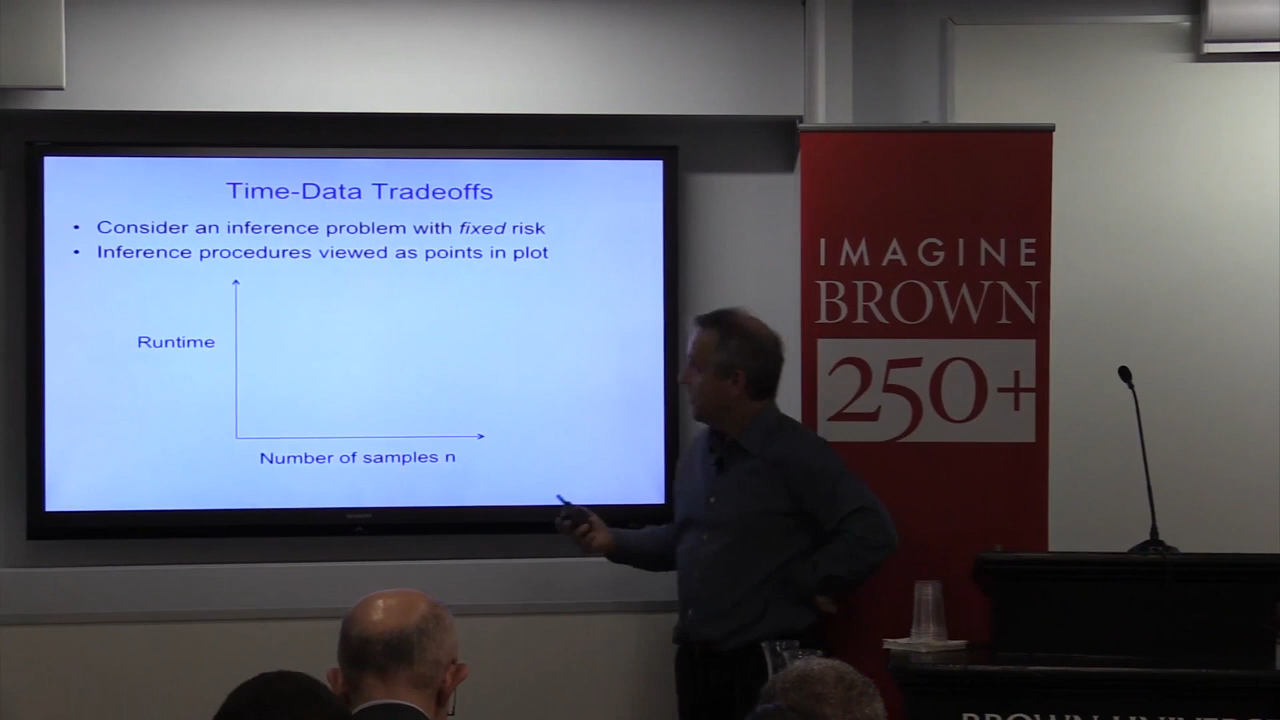 Time-Data Tradeoffs
• Consider an inference problem with fixed risk
• Inference procedures viewed as points in plot
Runtime
Number of samples n
IMAGINE
BROWN
250+
BROWN